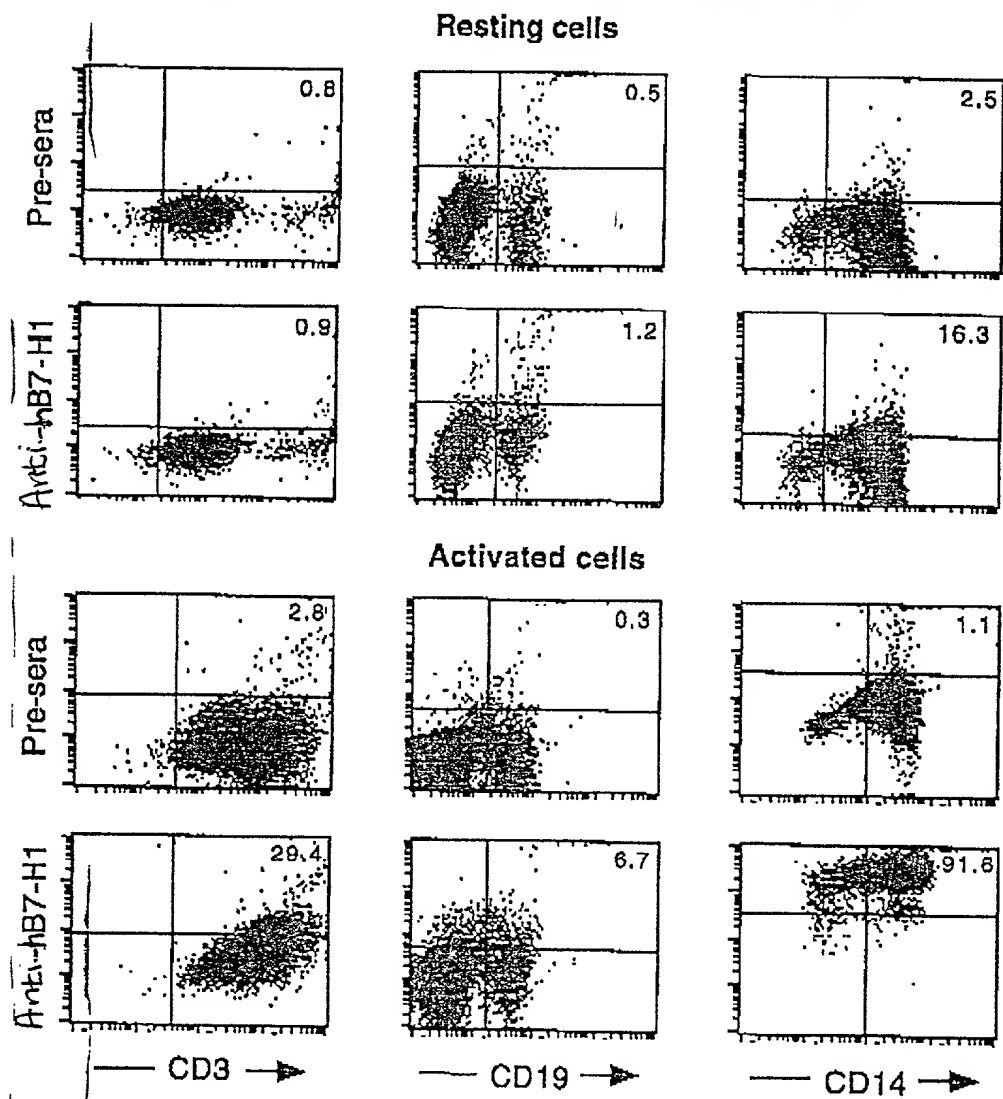 Resting cells
Pre-sera
0.8
0.5
2.5
Anti-hB7-H1
0.9
1.2
16.3
Activated cells
Pre-sera
2.8
0.3
1.1
Anti-hB7-H1
29.4
6.7
91.6
CD3
CD19
CD14